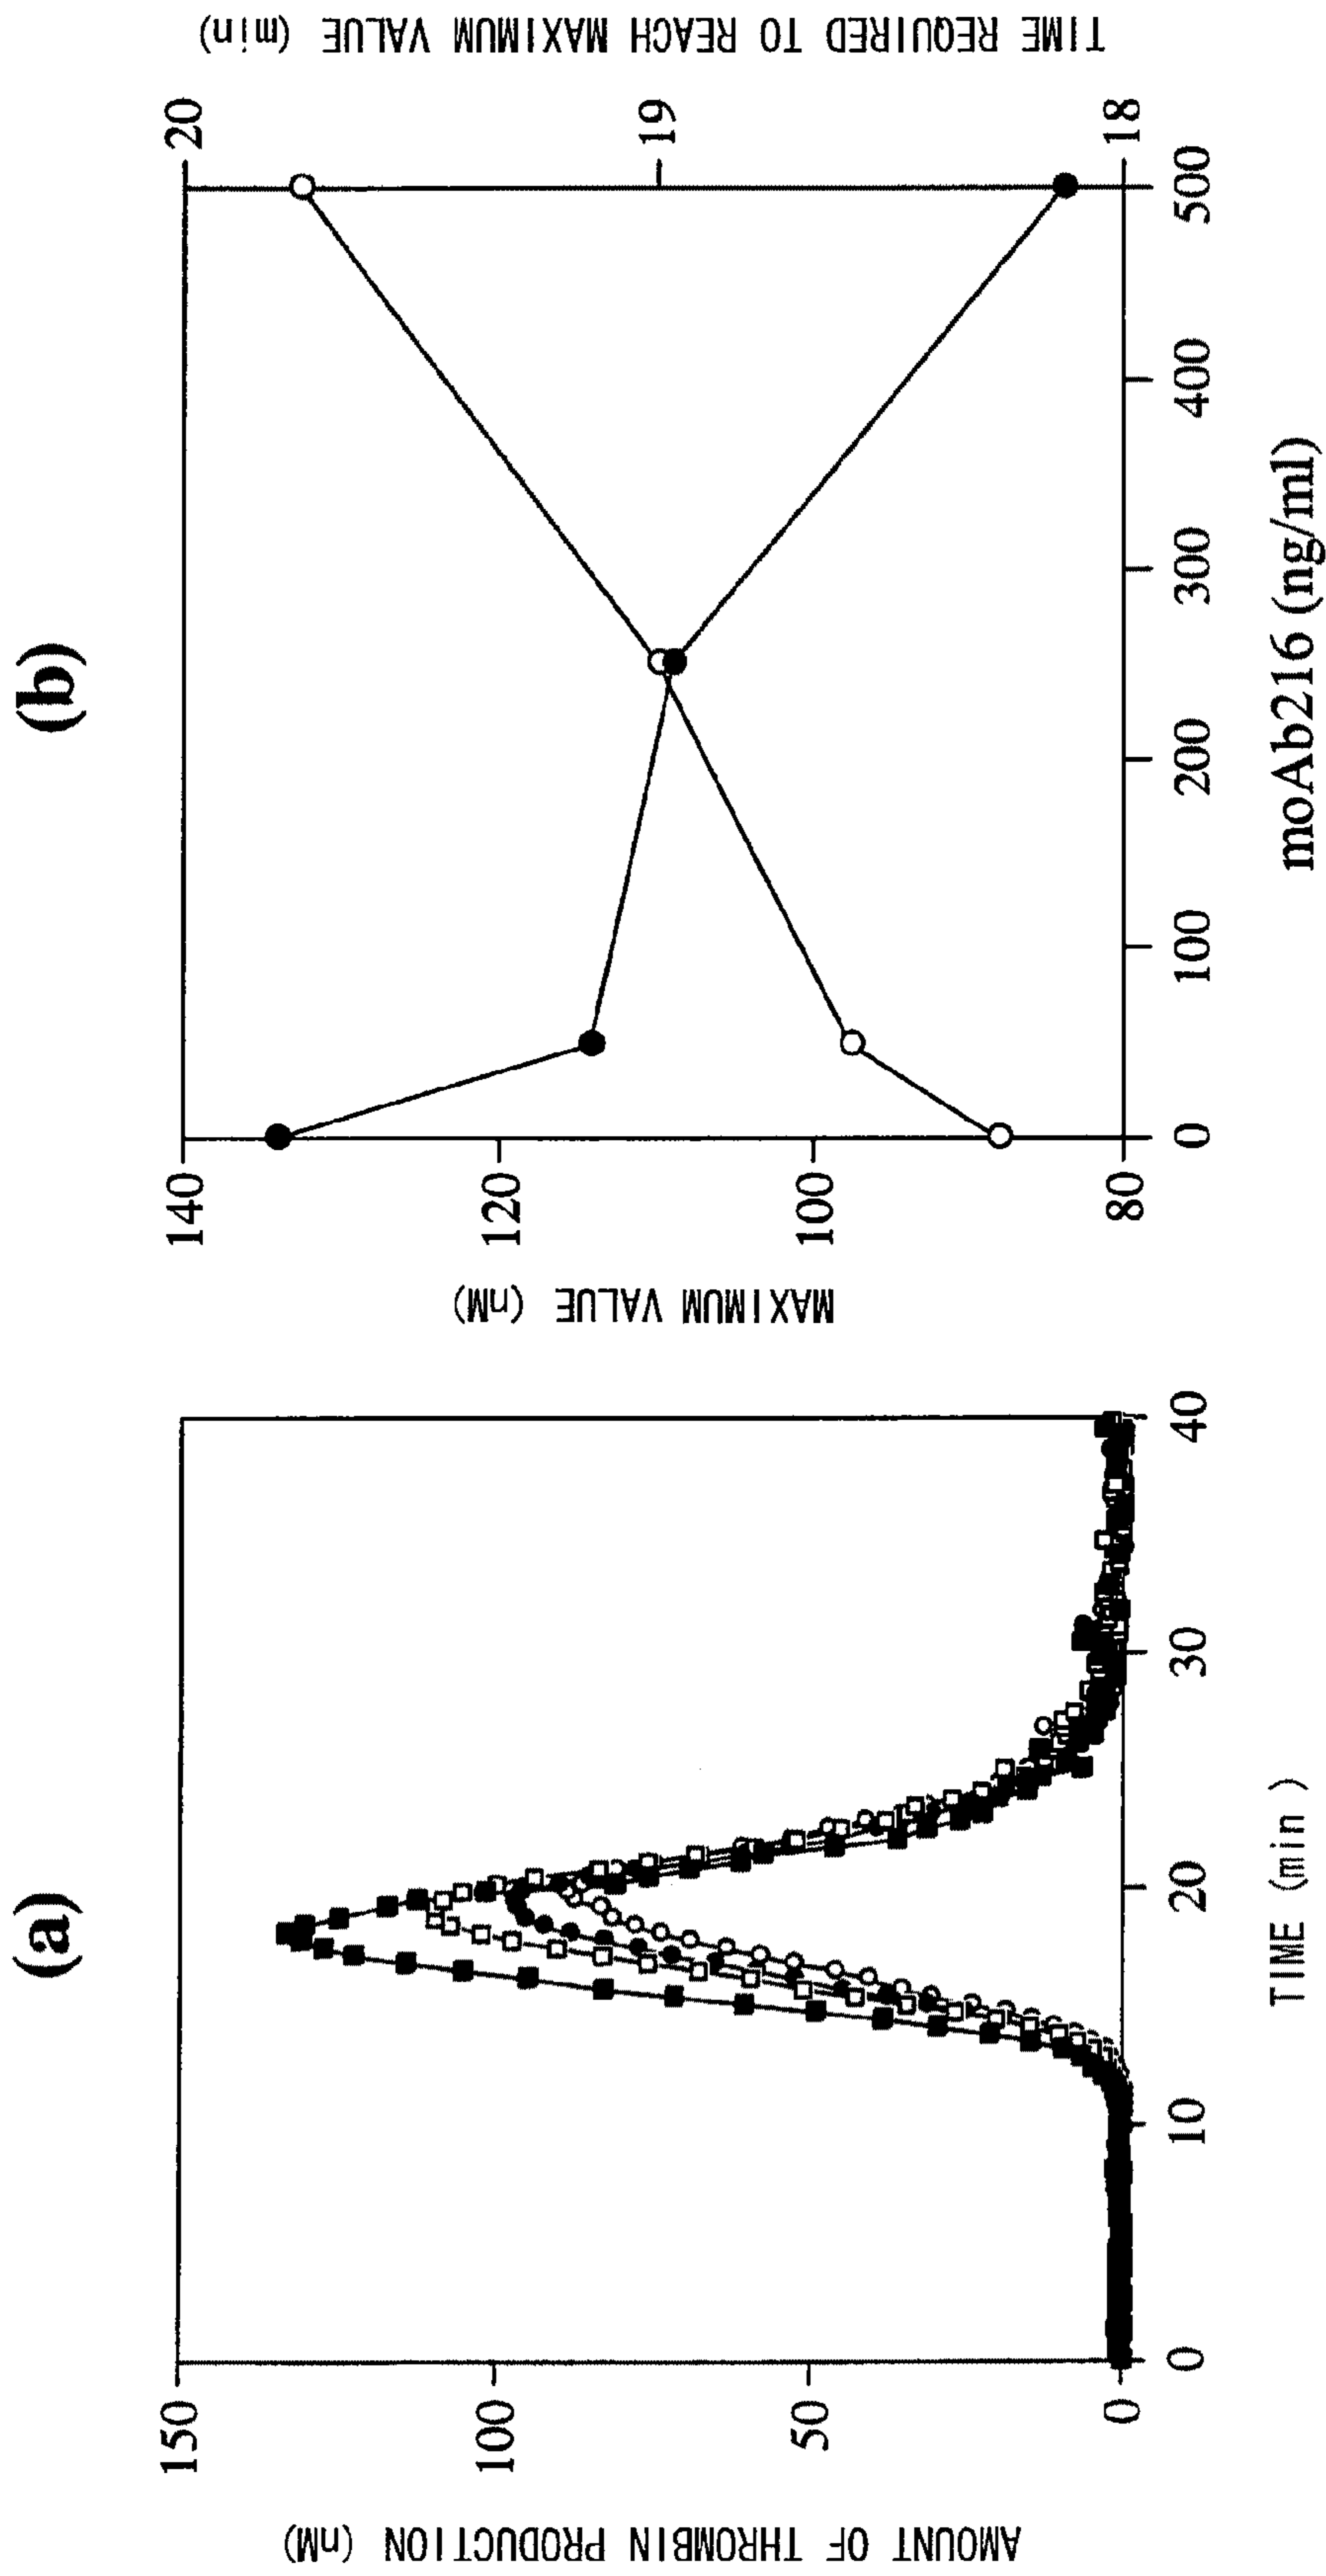 (a)
AMOUNT OF THROMBIN PRODUCTION (nM)
150
100
50
0
0 10 20 30 40
TIME (min )
(b)
MAXIMUM VALUE (nM)
140
120
100
80
0 100 200 300 400 500
moAb216 (ng/ml)
20
19
18
TIME REQUIRED TO REACH MAXIMUM VALUE (min)